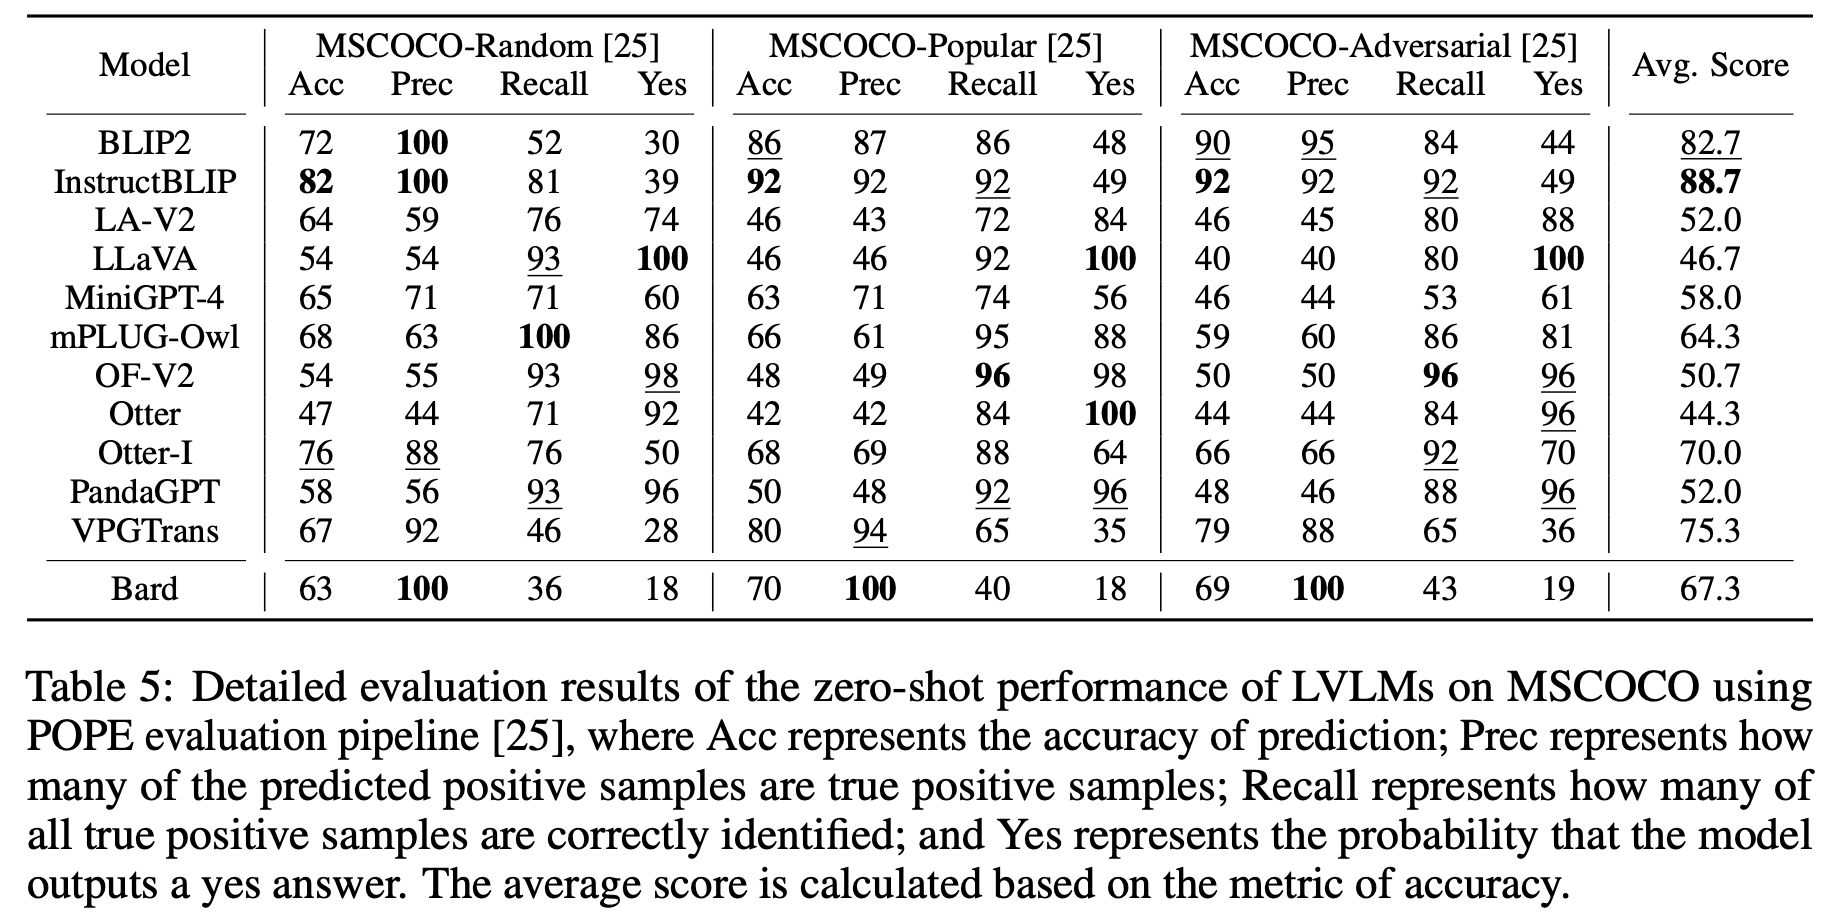 Model MSCOCO-Random [25] MSCOCO-Popular [25] MSCOCO-Adversarial [25] Avg. Score
Acc Prec Recall Yes Acc Prec Recall Yes Acc Prec Recall Yes
BLIP2 72 100 52 30 86 87 86 48 90 95 84 44 82.7
InstructBLIP 82 100 81 39 92 92 92 49 92 92 92 49 88.7
LA-V2 64 59 76 74 46 43 72 84 46 45 80 88 52.0
LLaVA 54 54 93 100 46 46 92 100 40 40 80 100 46.7
MiniGPT-4 65 71 71 60 63 71 74 56 46 44 53 61 58.0
mPLUG-Owl 68 63 100 86 66 61 95 88 59 60 86 81 64.3
OF-V2 54 55 93 98 48 49 96 98 50 50 96 96 50.7
Otter 47 44 71 92 42 42 84 100 44 44 84 96 44.3
Otter-I 76 88 76 50 68 69 88 64 66 66 92 70 70.0
PandaGPT 58 56 93 96 50 48 92 96 48 46 88 96 52.0
VPGTrans 67 92 46 28 80 94 65 35 79 88 65 36 75.3
Bard 63 100 36 18 70 100 40 18 69 100 43 19 67.3
Table 5: Detailed evaluation results of the zero-shot performance of LVLMs on MSCOCO using
POPE evaluation pipeline [25], where Acc represents the accuracy of prediction; Prec represents how
many of the predicted positive samples are true positive samples; Recall represents how many of
all true positive samples are correctly identified; and Yes represents the probability that the model
outputs a yes answer. The average score is calculated based on the metric of accuracy.